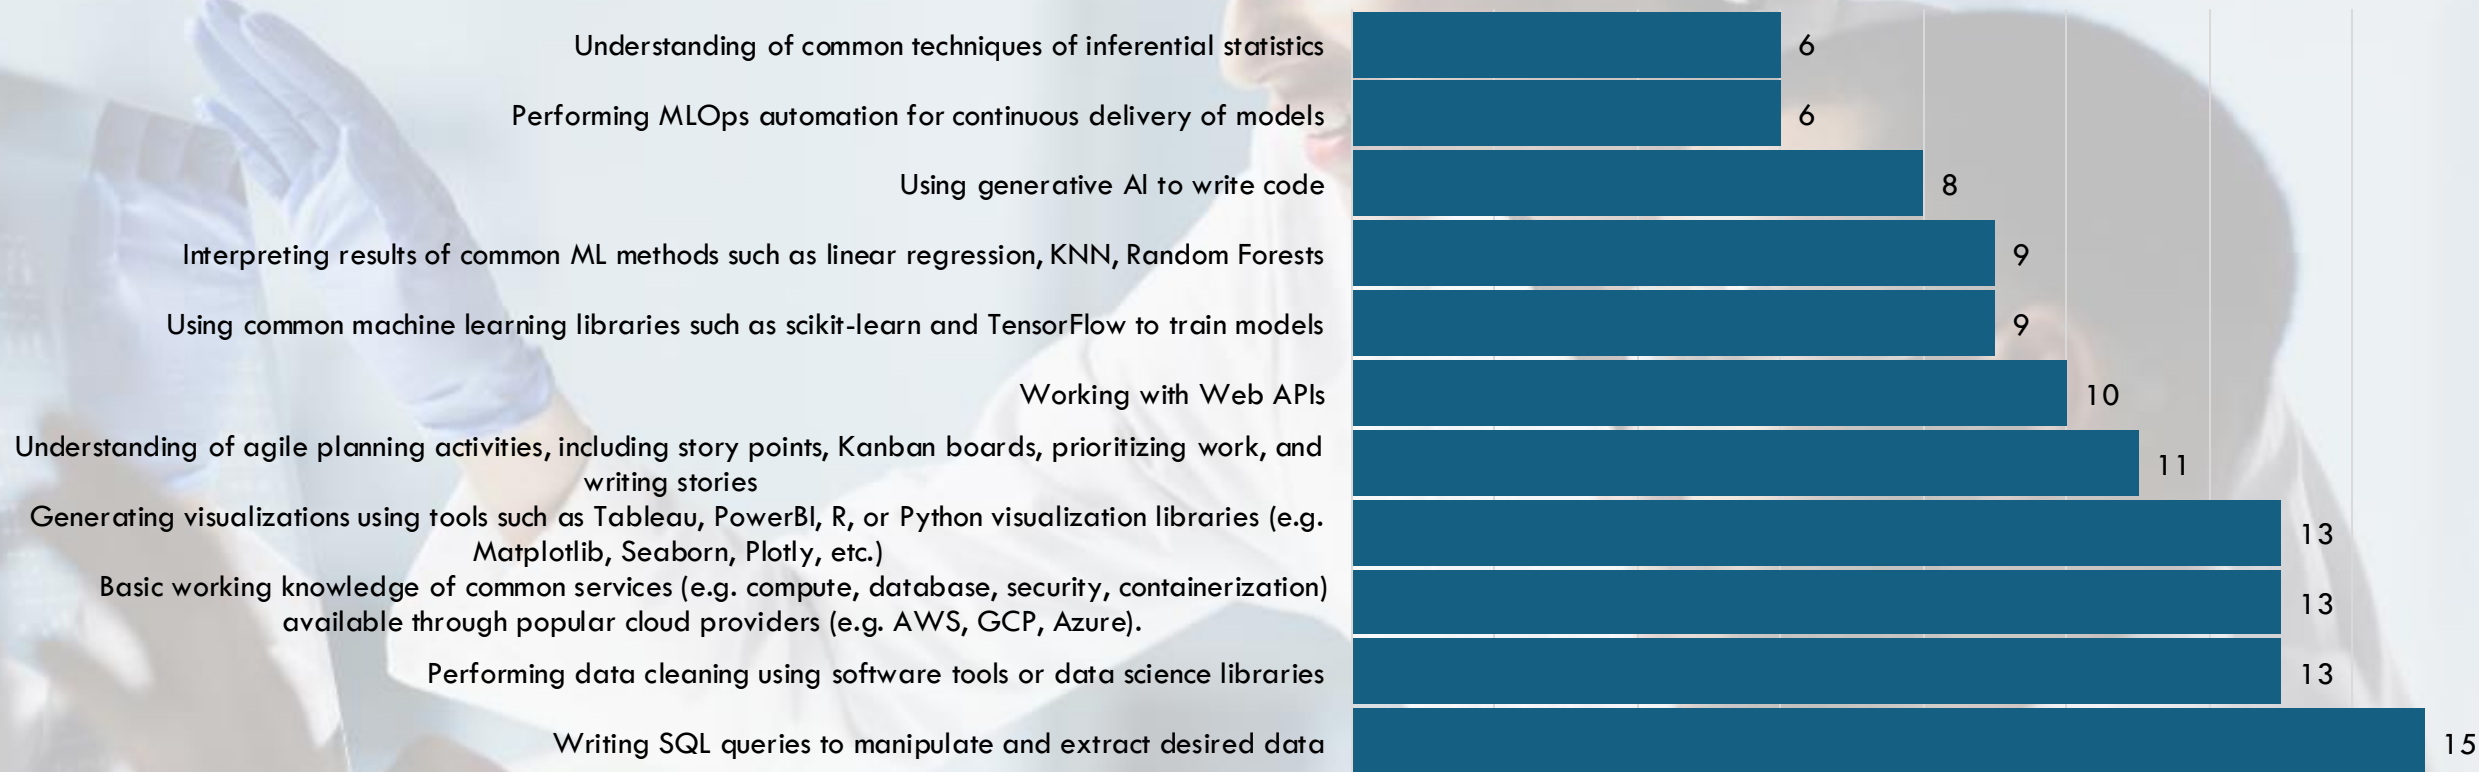 Understanding of common techniques of inferential statistics
6
Performing MLOps automation for continuous delivery of models
6
Using generative AI to write code
8
Interpreting results of common ML methods such as linear regression, KNN, Random Forests
9
Using common machine learning libraries such as scikit-learn and TensorFlow to train models
9
Working with Web APIs
10
Understanding of agile planning activities, including story points, Kanban boards, prioritizing work, and
writing stories
11
Generating visualizations using tools such as Tableau, PowerBI, R, or Python visualization libraries (e.g.
Matplotlib, Seaborn, Plotly, etc.)
13
Basic working knowledge of common services (e.g. compute, database, security, containerization)
available through popular cloud providers (e.g. AWS, GCP, Azure).
13
Performing data cleaning using software tools or data science libraries
13
Writing SQL queries to manipulate and extract desired data
15